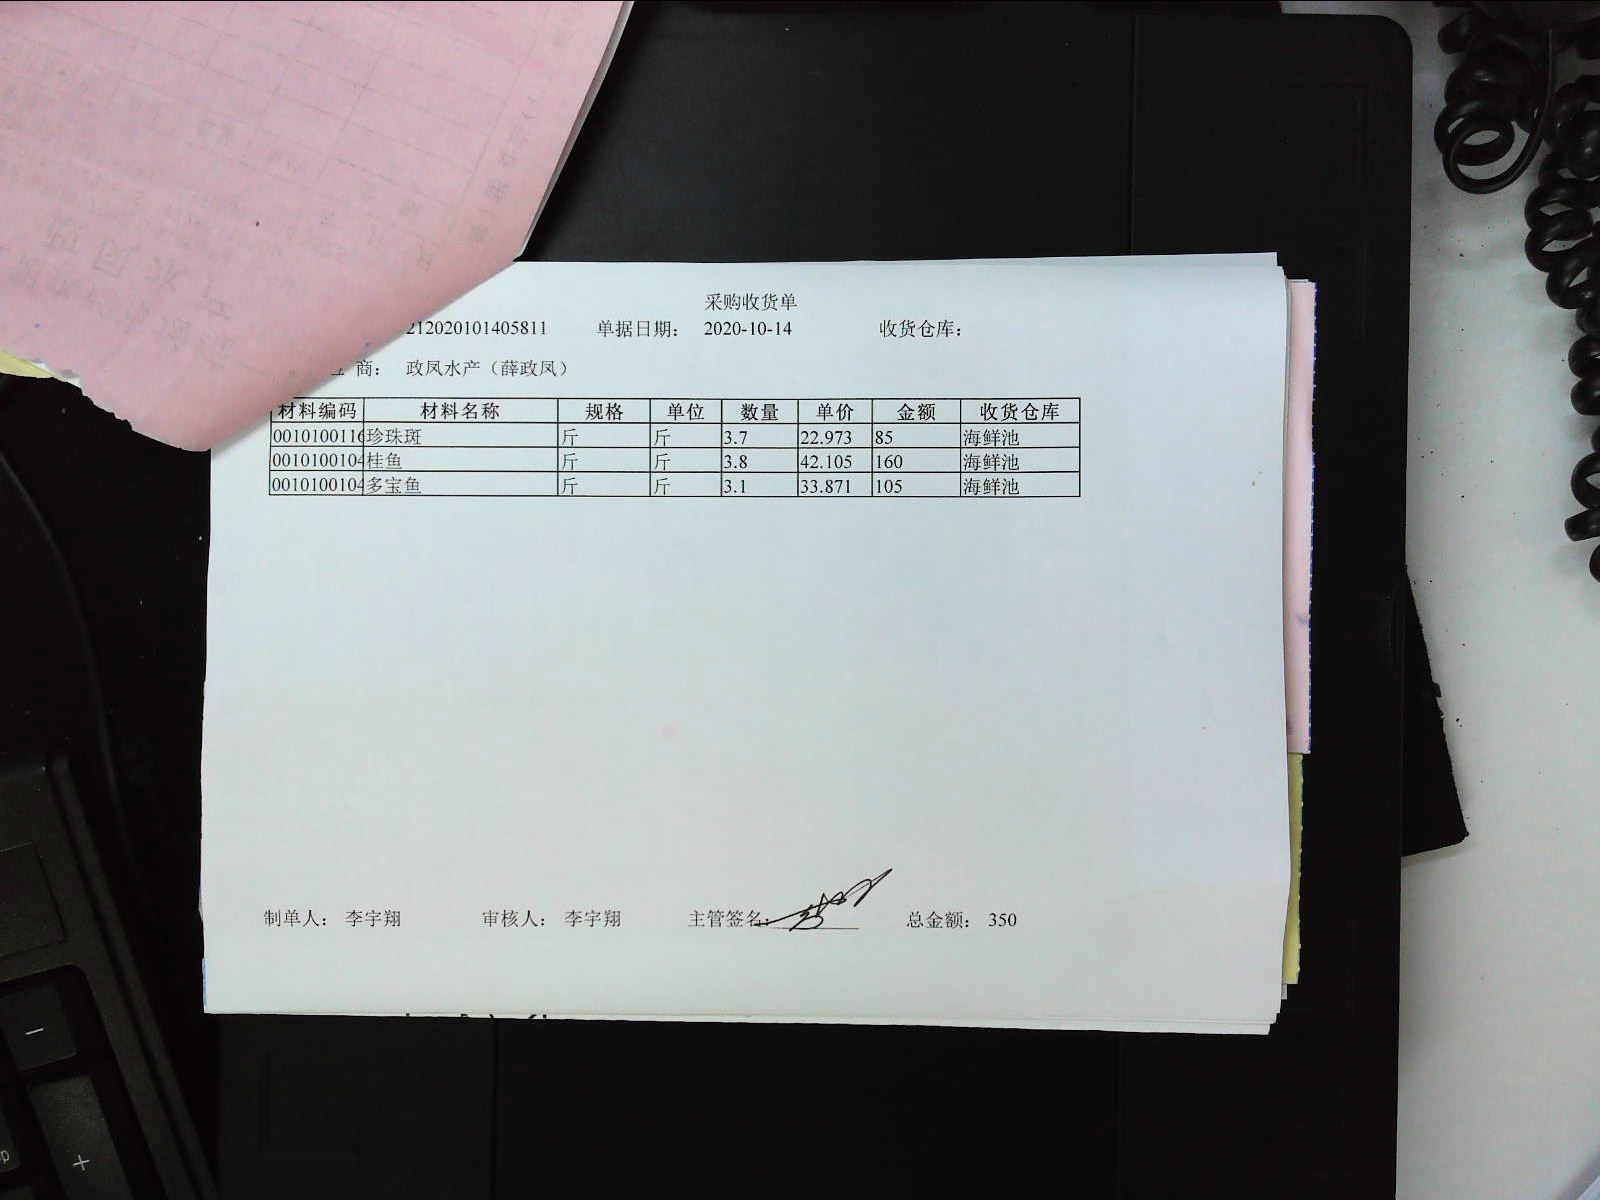 采购收货单
212020101405811 单据日期： 2020-10-14 收货仓库：
商： 政凤水产（薛政凤）
材料编码 材料名称 规格 单位 数量 单价 金额 收货仓库
0010100116 珍珠斑 斤 斤 3.7 22.973 85 海鲜池
0010100104 桂鱼 斤 斤 3.8 42.105 160 海鲜池
0010100104 多宝鱼 斤 斤 3.1 33.871 105 海鲜池
制单人： 李宇翔 审核人： 李宇翔 主管签名： 总金额： 350